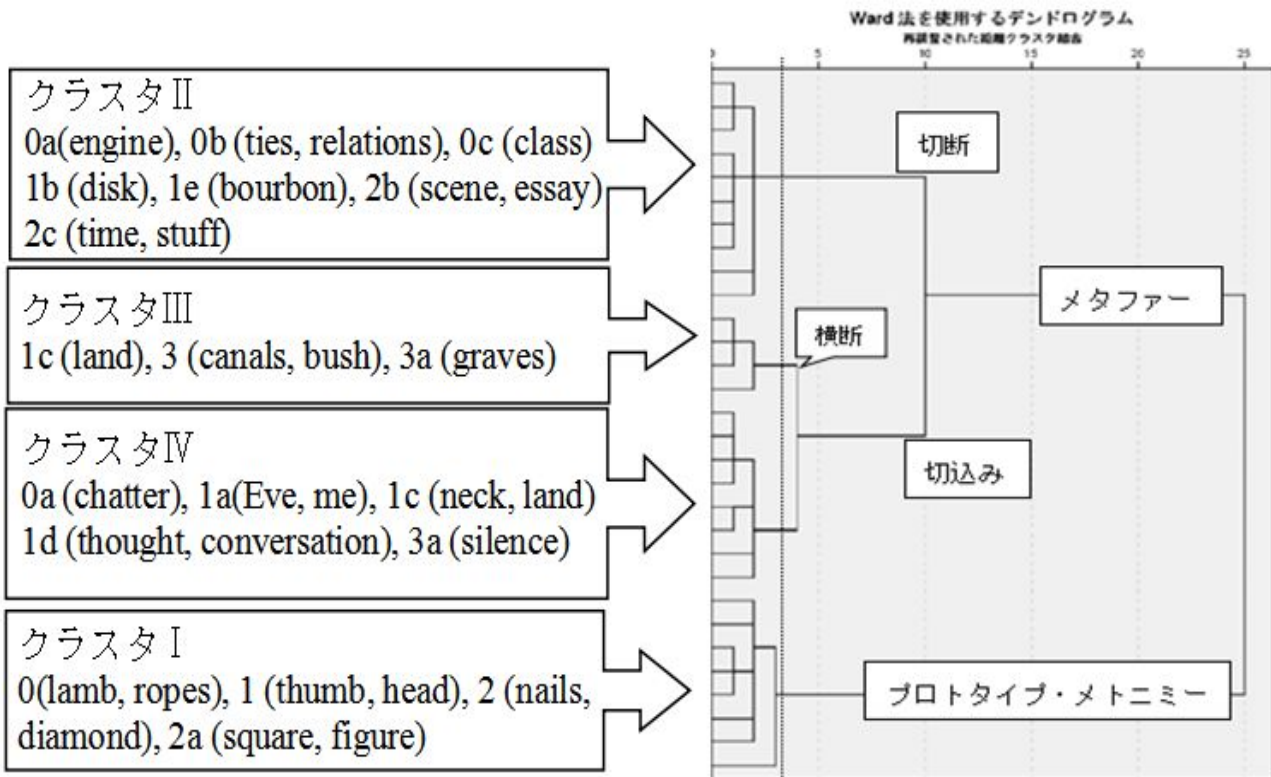 Ward 法を使用するデンドログラム
再調整された距離クラスタ結合
0 5 10 15 20 25
クラスタⅡ
0a(engine), 0b (ties, relations), 0c (class)
1b (disk), 1e (bourbon), 2b (scene, essay)
2c (time, stuff)
クラスタⅢ
1c (land), 3 (canals, bush), 3a (graves)
クラスタⅣ
0a (chatter), 1a(Eve, me), 1c (neck, land)
1d (thought, conversation), 3a (silence)
クラスタⅠ
0(lamb, ropes), 1 (thumb, head), 2 (nails,
diamond), 2a (square, figure)
切断
メタファー
横断
切込み
プロトタイプ・メトニミー